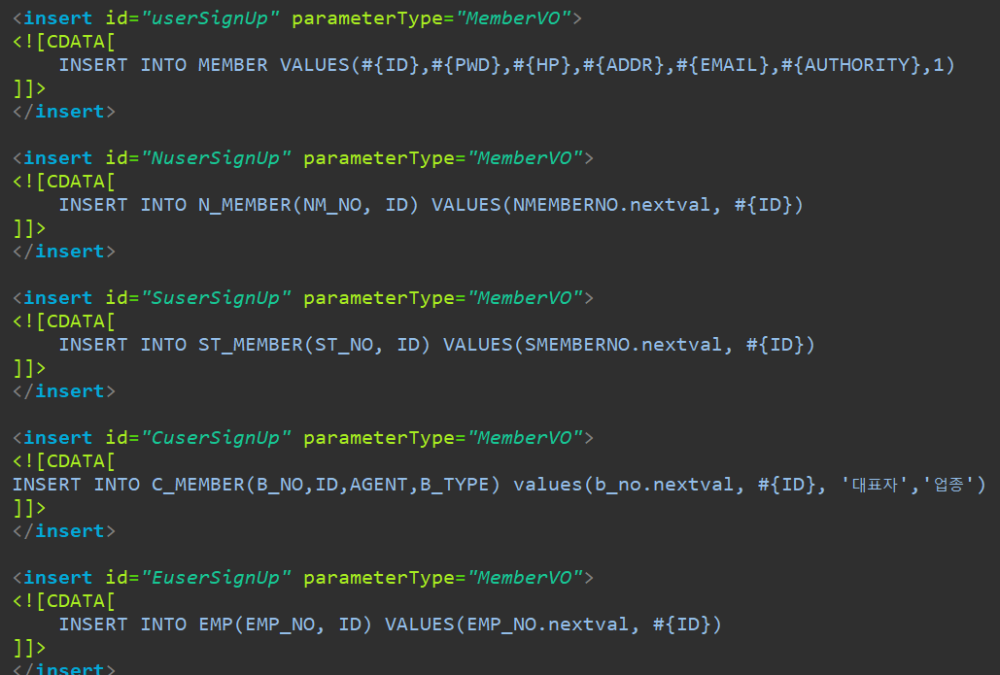 <insert id="userSignUp" parameterType="MemberVO">
<![CDATA[
    INSERT INTO MEMBER VALUES(#{ID},#{PWD},#{HP},#{ADDR},#{EMAIL},#{AUTHORITY},1)
]]>
</insert>

<insert id="NuserSignUp" parameterType="MemberVO">
<![CDATA[
    INSERT INTO N_MEMBER(NM_NO, ID) VALUES(NMEMBERNO.nextval, #{ID})
]]>
</insert>

<insert id="SuserSignUp" parameterType="MemberVO">
<![CDATA[
    INSERT INTO ST_MEMBER(ST_NO, ID) VALUES(SMEMBERNO.nextval, #{ID})
]]>
</insert>

<insert id="CuserSignUp" parameterType="MemberVO">
<![CDATA[
INSERT INTO C_MEMBER(B_NO,ID,AGENT,B_TYPE) values(b_no.nextval, #{ID}, '대표자','업종')
]]>
</insert>

<insert id="EuserSignUp" parameterType="MemberVO">
<![CDATA[
    INSERT INTO EMP(EMP_NO, ID) VALUES(EMP_NO.nextval, #{ID})
]]>
</insert>